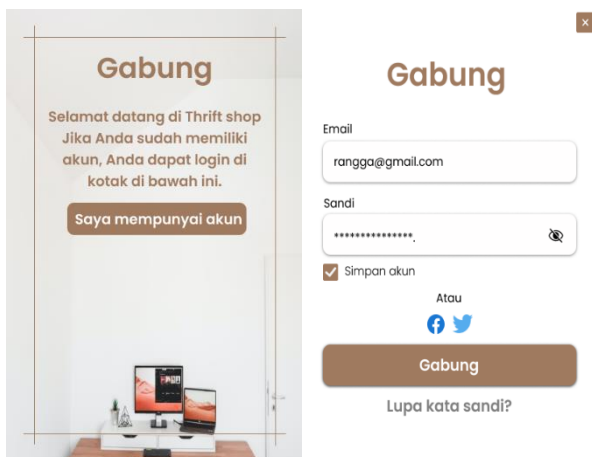 Gabung
Selamat datang di Thrift shop
Jika Anda sudah memiliki
akun, Anda dapat login di
kotak di bawah ini.
Saya mempunyai akun
×
Gabung
Email
rangga@gmail.com
Sandi
***************.
Simpan akun
Atau
Gabung
Lupa kata sandi?